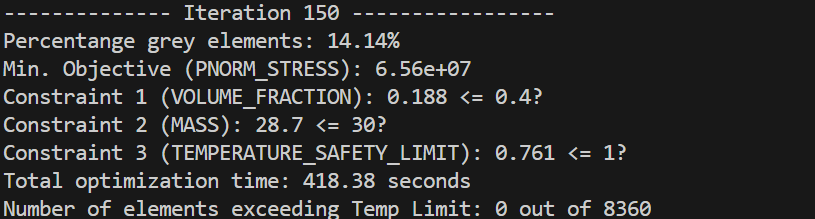 -------------- Iteration 150 -----------------
Percentange grey elements: 14.14%
Min. Objective (PNORM_STRESS): 6.56e+07
Constraint 1 (VOLUME_FRACTION): 0.188 <= 0.4?
Constraint 2 (MASS): 28.7 <= 30?
Constraint 3 (TEMPERATURE_SAFETY_LIMIT): 0.761 <= 1?
Total optimization time: 418.38 seconds
Number of elements exceeding Temp Limit: 0 out of 8360